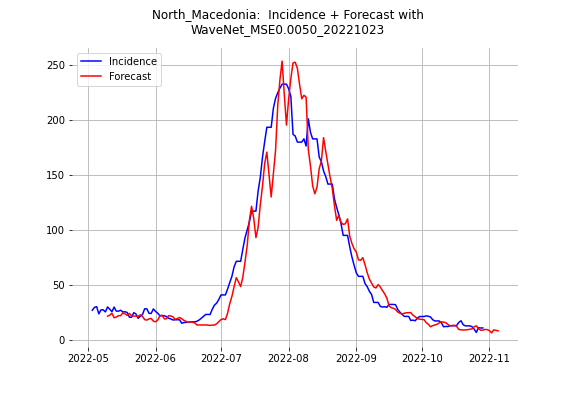 North_Macedonia:  Incidence + Forecast with
WaveNet_MSE0.0050_20221023
Incidence
Forecast
250
200
150
100
50
0
2022-05 2022-06 2022-07 2022-08 2022-09 2022-10 2022-11